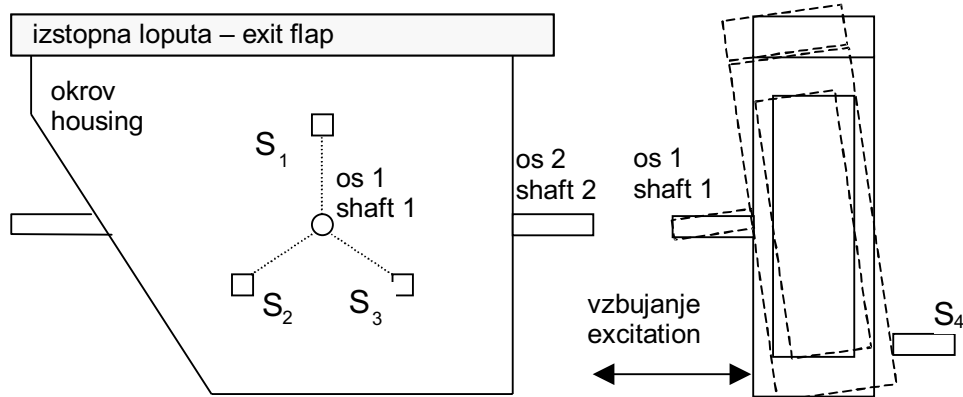 izstopna loputa – exit flap
okrov
housing
S1
os 1
shaft 1
S2
S3
os 2
shaft 2
os 1
shaft 1
vzbujanje
excitation
S4